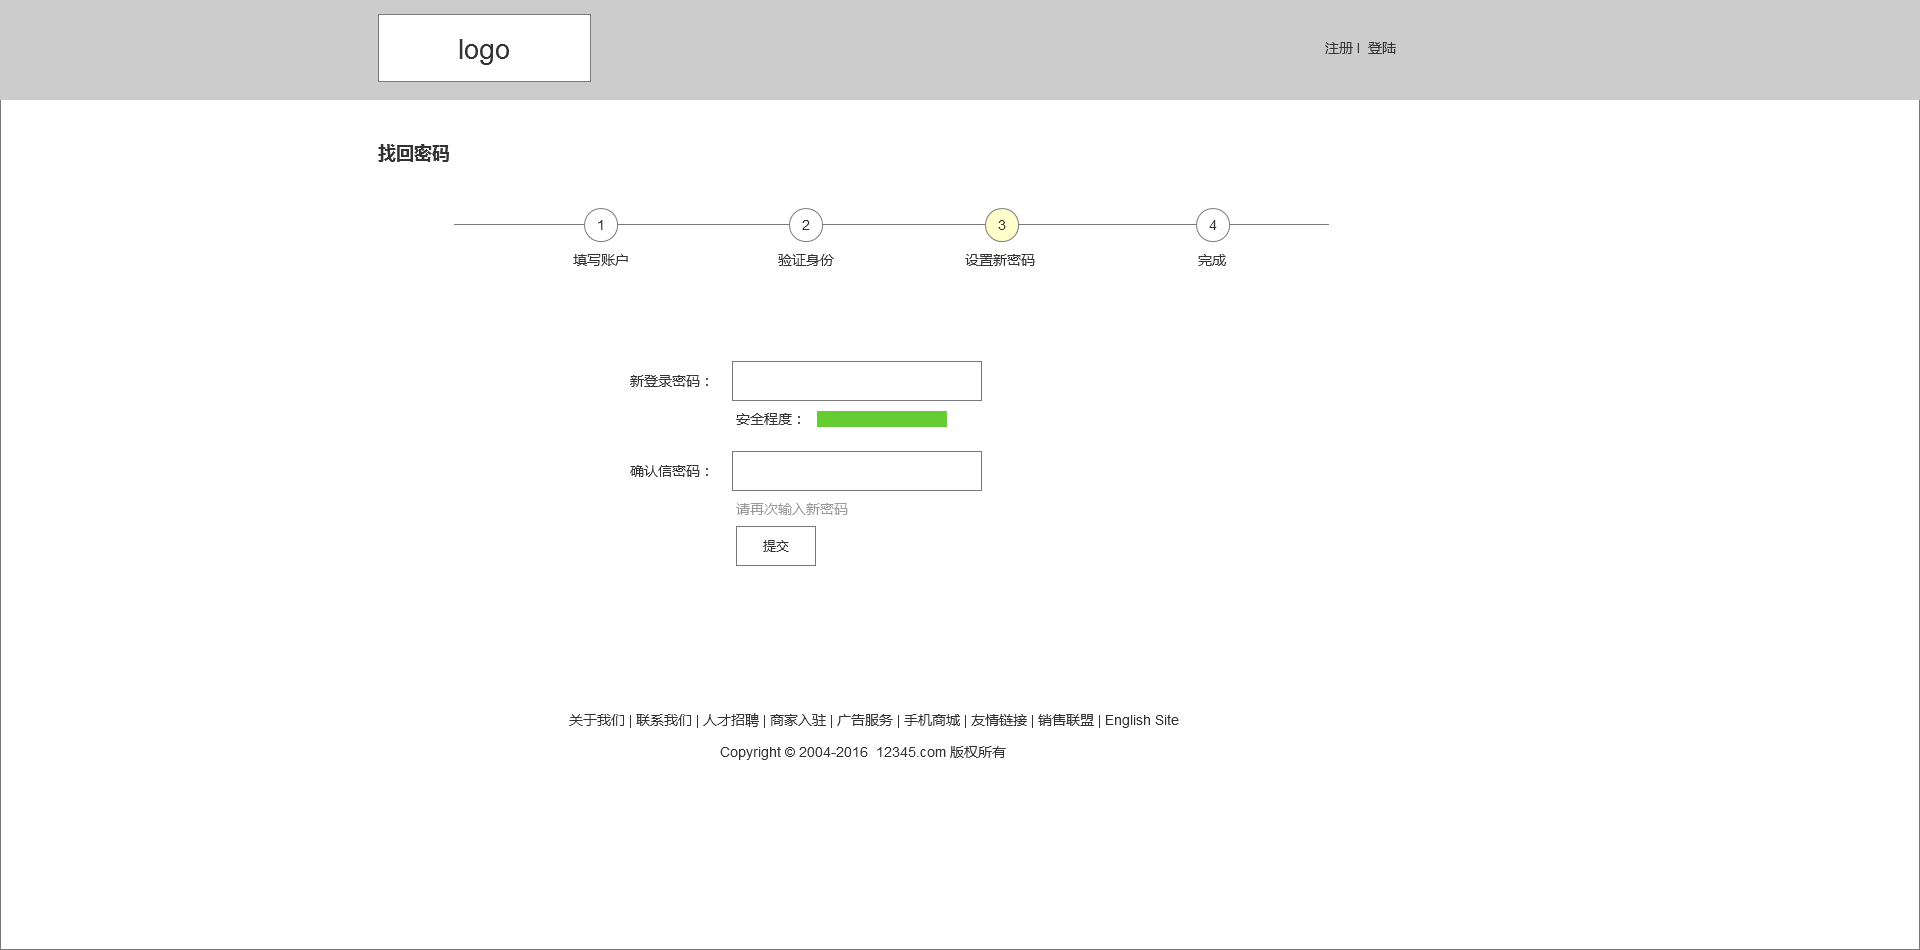 logo
注册 | 登陆
找回密码
1 2 3 4
填写账户 验证身份 设置新密码 完成
新登录密码：
安全程度：
确认信密码：
请再次输入新密码
提交
关于我们 | 联系我们 | 人才招聘 | 商家入驻 | 广告服务 | 手机商城 | 友情链接 | 销售联盟 | English Site
Copyright © 2004-2016  12345.com 版权所有